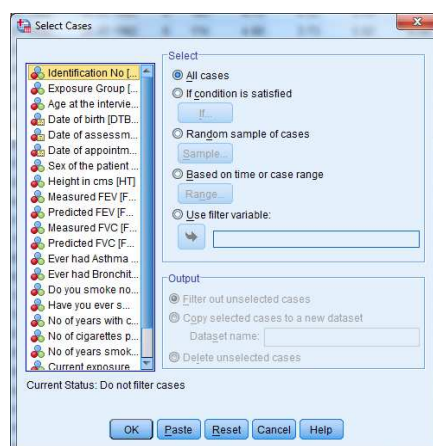 Select Cases
Identification No [...
Exposure Group [...
Age at the intervie...
Date of birth [DTB...
Date of assessm...
Date of appointm...
Sex of the patient ...
Height in cms [HT]
Measured FEV [F...
Predicted FEV [F...
Measured FVC [F...
Predicted FVC [F...
Ever had Asthma ...
Ever had Bronchit...
Do you smoke no...
Have you ever s...
No of years with c...
No of cigarettes p...
No of years smok...
Current exposure
Select
All cases
If condition is satisfied
If...
Random sample of cases
Sample...
Based on time or case range
Range...
Use filter variable:
Output
Filter out unselected cases
Copy selected cases to a new dataset
Dataset name:
Delete unselected cases
Current Status: Do not filter cases
OK Paste Reset Cancel Help